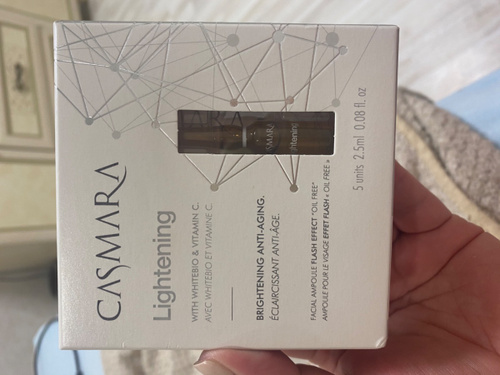 CASMARA
Lightening
WITH WHITEBIO & VITAMIN C.
AVEC WHITEBIO ET VITAMINE C.
BRIGHTENING ANTI-AGING.
ÉCLAIRCISSANT ANTI-ÂGE.
FACIAL AMPOULE FLASH EFFECT "OIL FREE"
AMPOULE POUR LE VISAGE EFFET FLASH « OIL FREE »
5 units 2.5ml 0.08 fl. oz